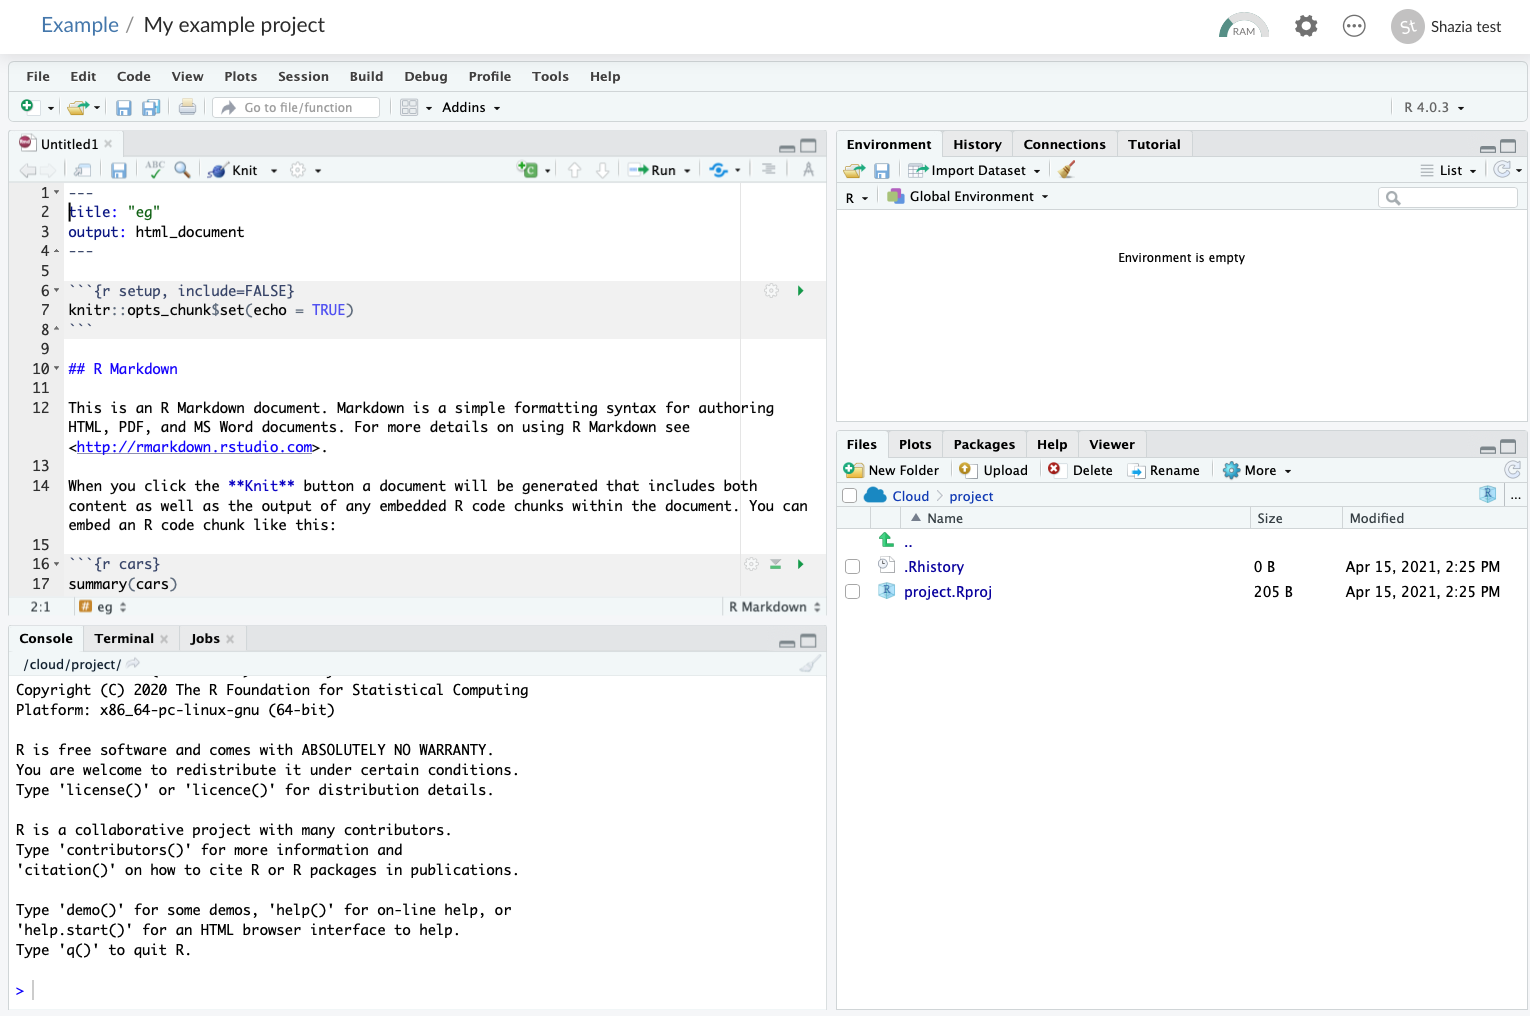 Example / My example project
RAM
St Shazia test
File Edit Code View Plots Session Build Debug Profile Tools Help
Go to file/function Addins R 4.0.3
Untitled1
ABC Knit Run
1 ---
2 title: "eg"
3 output: html_document
4 ---
5
6 ```{r setup, include=FALSE}
7 knitr::opts_chunk$set(echo = TRUE)
8 ```
9
10 ## R Markdown
11
12 This is an R Markdown document. Markdown is a simple formatting syntax for authoring
HTML, PDF, and MS Word documents. For more details on using R Markdown see
<http://rmarkdown.rstudio.com>.
13
14 When you click the **Knit** button a document will be generated that includes both
content as well as the output of any embedded R code chunks within the document. You can
embed an R code chunk like this:
15
16 ```{r cars}
17 summary(cars)
2:1 # eg R Markdown
Console Terminal Jobs
/cloud/project/
Copyright (C) 2020 The R Foundation for Statistical Computing
Platform: x86_64-pc-linux-gnu (64-bit)
R is free software and comes with ABSOLUTELY NO WARRANTY.
You are welcome to redistribute it under certain conditions.
Type 'license()' or 'licence()' for distribution details.
R is a collaborative project with many contributors.
Type 'contributors()' for more information and
'citation()' on how to cite R or R packages in publications.
Type 'demo()' for some demos, 'help()' for on-line help, or
'help.start()' for an HTML browser interface to help.
Type 'q()' to quit R.
>
Environment History Connections Tutorial
Import Dataset List
R Global Environment
Environment is empty
Files Plots Packages Help Viewer
New Folder Upload Delete Rename More
Cloud project R ...
Name Size Modified
..
.Rhistory 0 B Apr 15, 2021, 2:25 PM
project.Rproj 205 B Apr 15, 2021, 2:25 PM